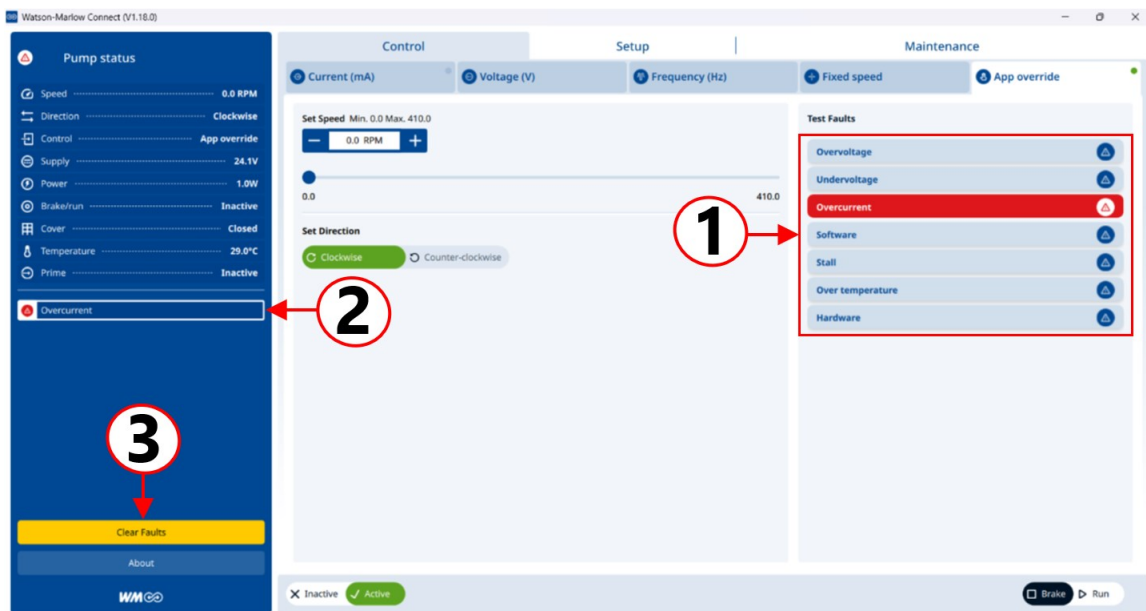 Watson-Marlow Connect (V1.18.0)
Pump status
Speed 0.0 RPM
Direction Clockwise
Control App override
Supply 24.1V
Power 1.0W
Brake/run Inactive
Cover Closed
Temperature 29.0°C
Prime Inactive
Overcurrent
2
3
Clear Faults
About
WM
Control Setup Maintenance
Current (mA) Voltage (V) Frequency (Hz) Fixed speed App override
Set Speed Min. 0.0 Max. 410.0
0.0 RPM
0.0 410.0
Set Direction
Clockwise Counter-clockwise
1
Test Faults
Overvoltage
Undervoltage
Overcurrent
Software
Stall
Over temperature
Hardware
Inactive Active
Brake Run